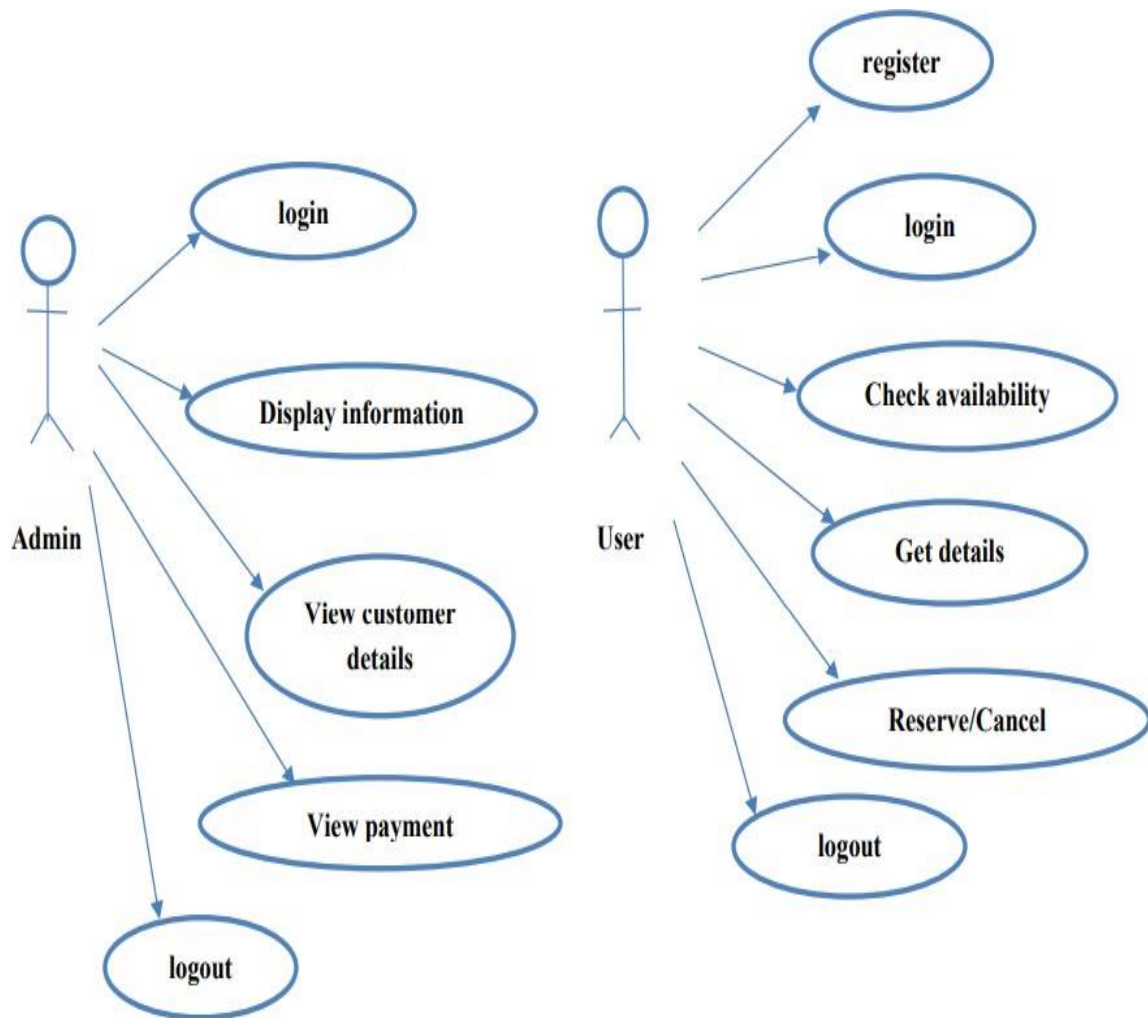 login
Display information
Admin
View customer
details
View payment
logout
register
login
Check availability
User
Get details
Reserve/Cancel
logout